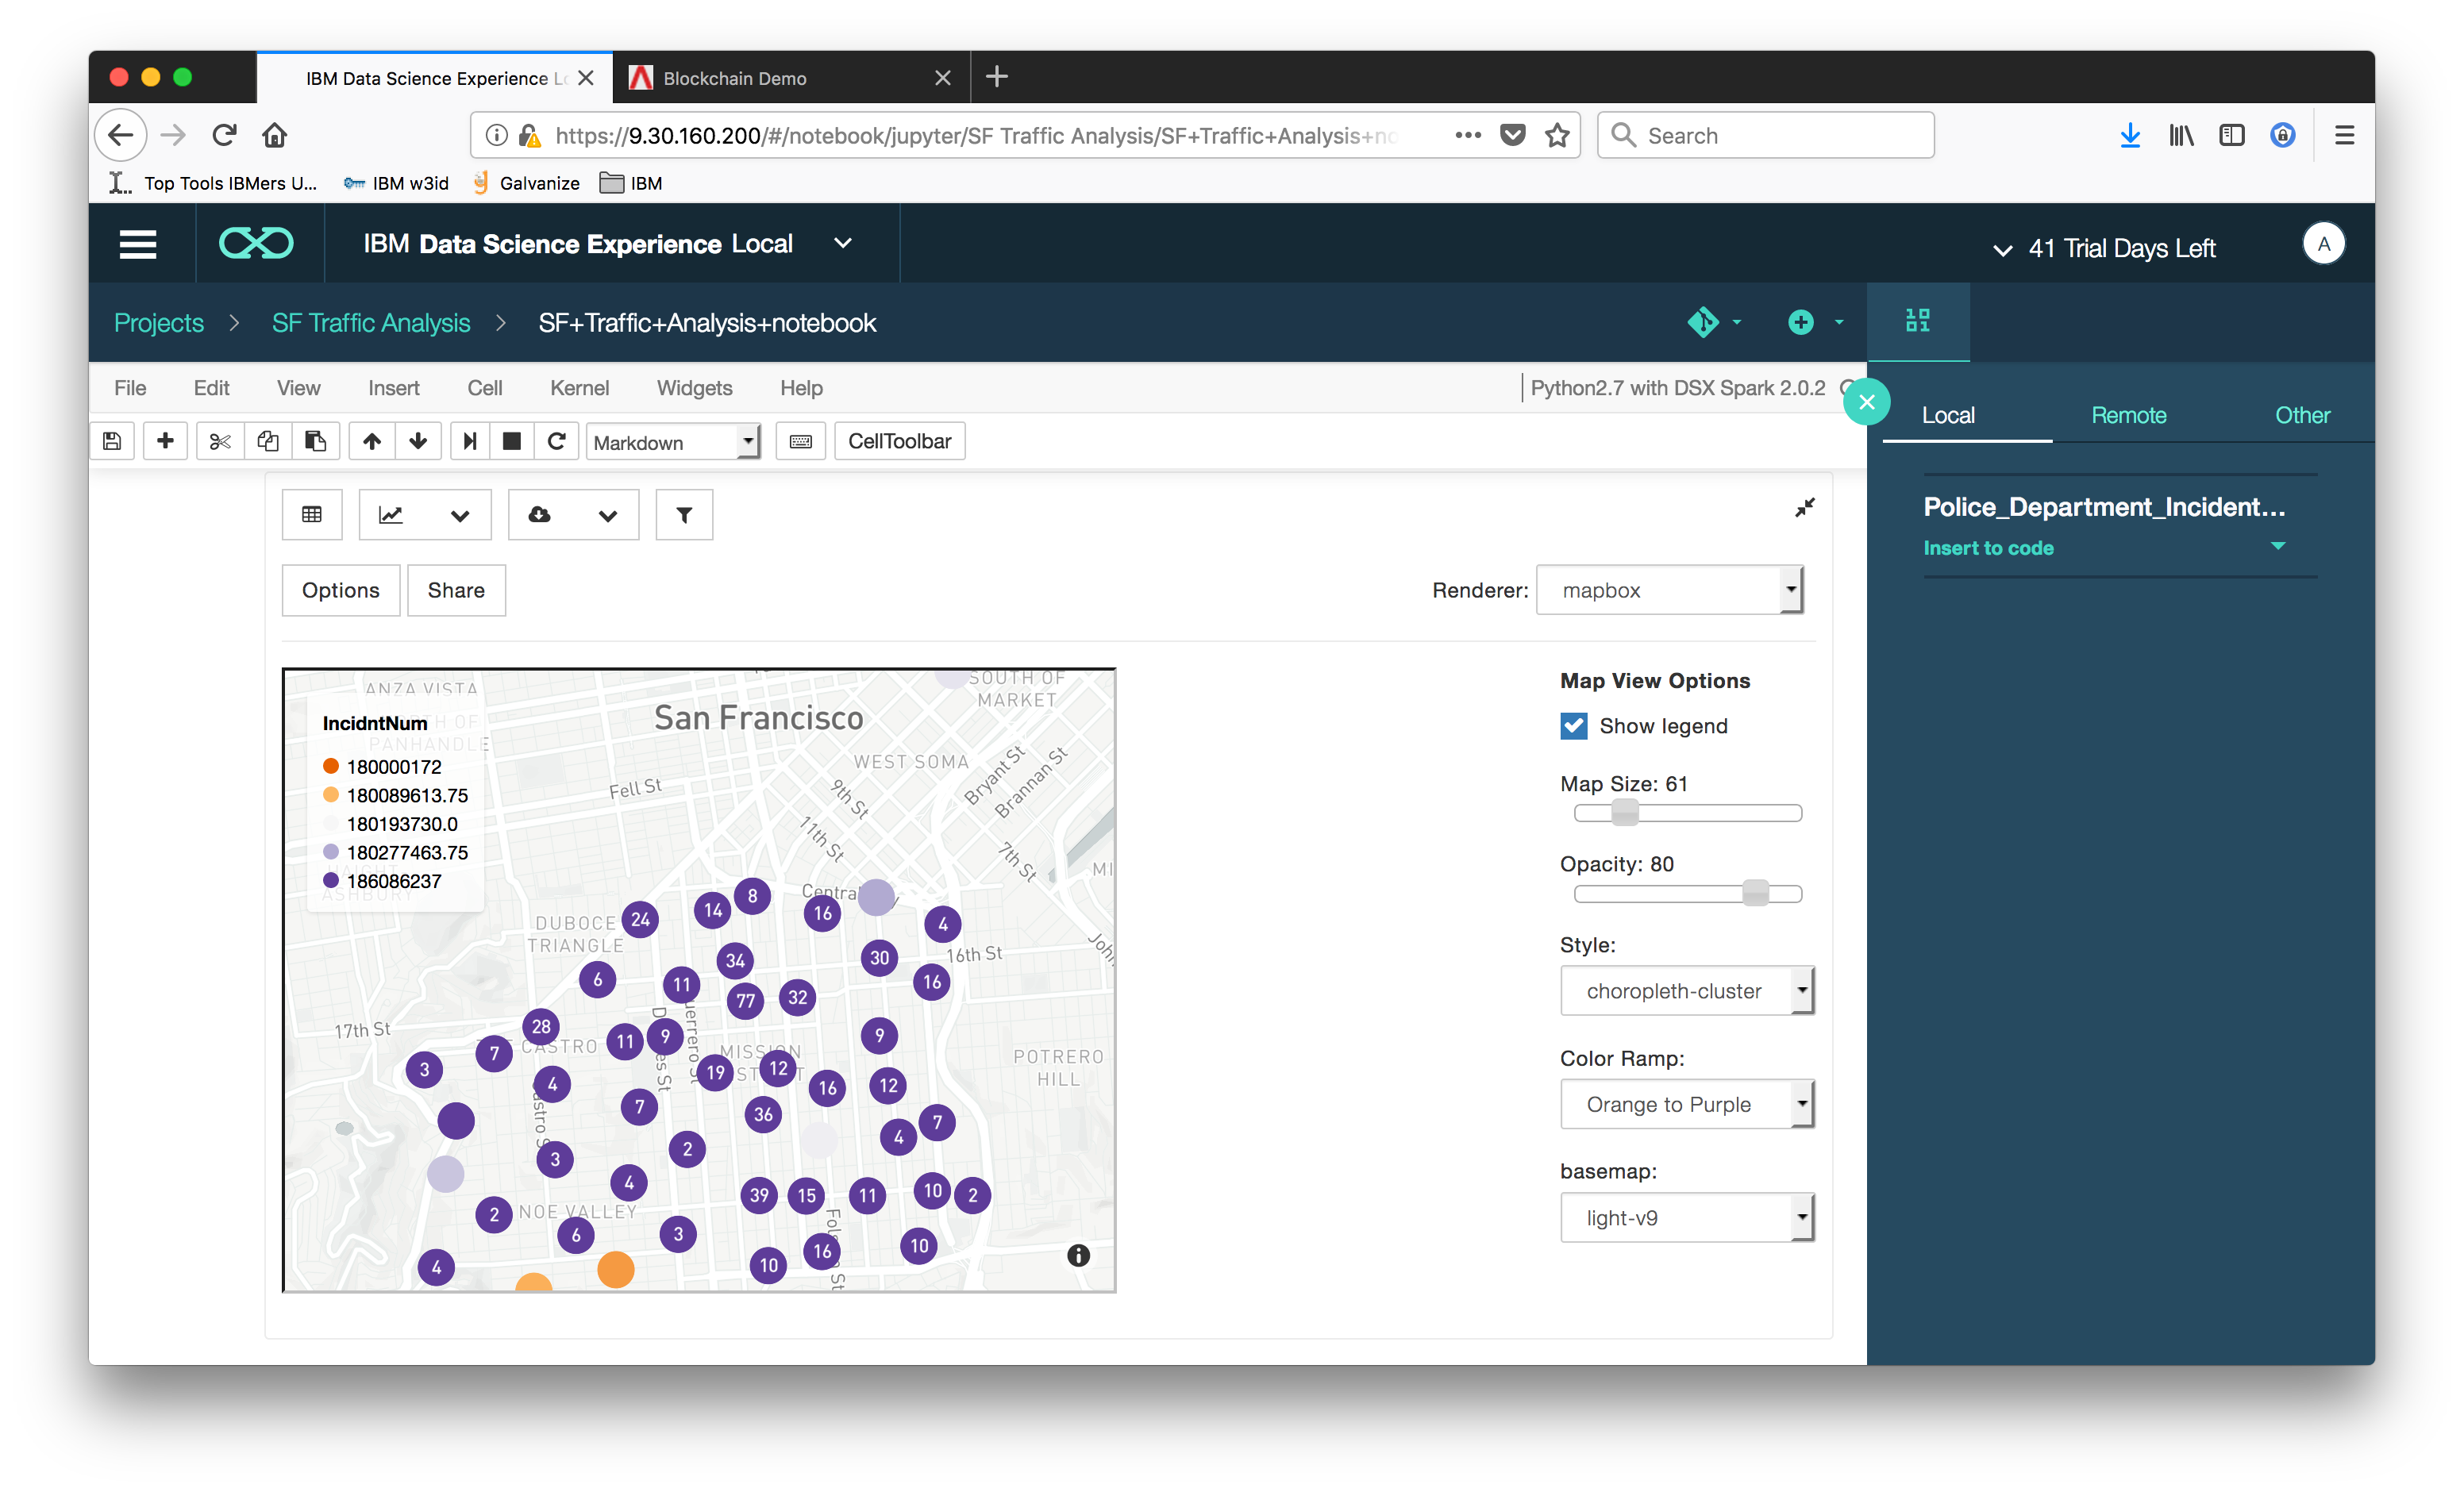 IBM Data Science Experience Lo
Blockchain Demo
https://9.30.160.200/#/notebook/jupyter/SF Traffic Analysis/SF+Traffic+Analysis+no
Search
Top Tools IBMers U...
IBM w3id
Galvanize
IBM
IBM Data Science Experience Local
41 Trial Days Left
A
Projects > SF Traffic Analysis > SF+Traffic+Analysis+notebook
File Edit View Insert Cell Kernel Widgets Help
Python2.7 with DSX Spark 2.0.2
Markdown
CellToolbar
Local Remote Other
Police_Department_Incident...
Insert to code
Options
Share
Renderer:
mapbox
ANZA VISTA
SOUTH OF
MARKET
San Francisco
IncidntNum
PANHANDLE
180000172
180089613.75
180193730.0
180277463.75
186086237
ASHBURY
WEST SOMA
Bryant St
Brannan St
Fell St
9th St
11th St
7th St
MI
Centra
8
14
24
16
4
DUBOCE
TRIANGLE
34
30
16th St
6
11
77
32
16
17th St
28
11
9
9
7
CASTRO
MISSION
POTRERO
HILL
3
4
19
12
16
12
7
36
4
7
3
2
4
39
15
11
10
2
2
NOE VALLEY
6
3
16
10
4
10
Map View Options
Show legend
Map Size: 61
Opacity: 80
Style:
choropleth-cluster
Color Ramp:
Orange to Purple
basemap:
light-v9